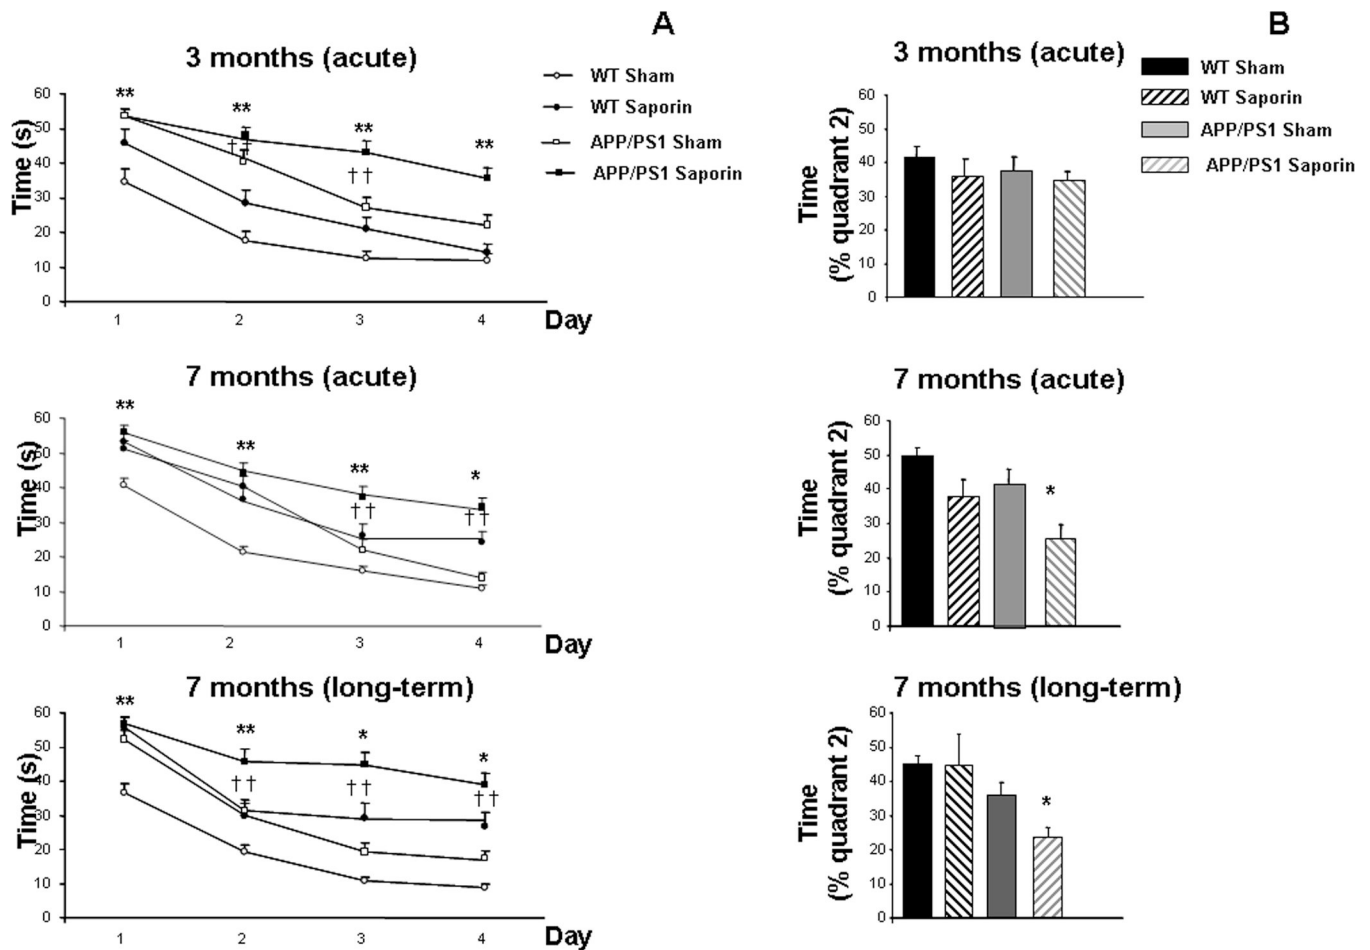 A
3 months (acute)
WT Sham
WT Saporin
APP/PS1 Sham
APP/PS1 Saporin
Time (s)
60
50
40
30
20
10
0
**
**
**
**
††
††
1
2
3
4
Day
7 months (acute)
Time (s)
60
50
40
30
20
10
0
**
**
**
*
††
††
1
2
3
4
Day
7 months (long-term)
Time (s)
60
50
40
30
20
10
0
**
**
*
*
††
††
††
1
2
3
4
Day
B
3 months (acute)
WT Sham
WT Saporin
APP/PS1 Sham
APP/PS1 Saporin
Time
(% quadrant 2)
60
50
40
30
20
10
0
7 months (acute)
Time
(% quadrant 2)
60
50
40
30
20
10
0
*
7 months (long-term)
Time
(% quadrant 2)
60
50
40
30
20
10
0
*